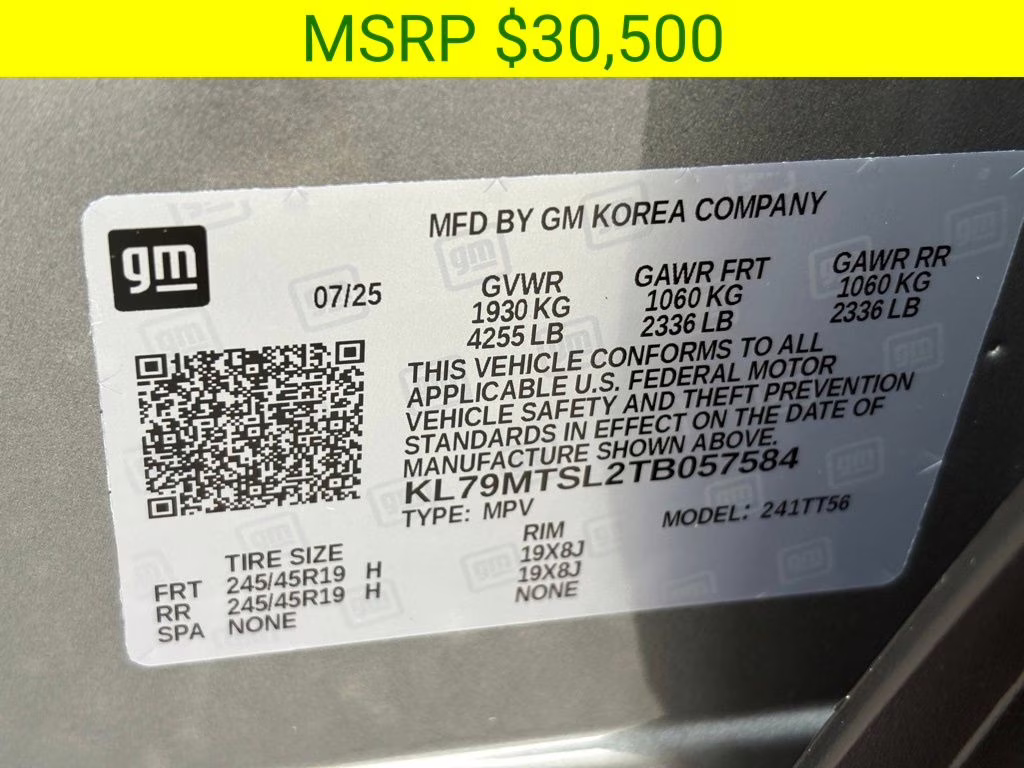 MSRP $30,500
gm
MFD BY GM KOREA COMPANY
07/25
GVWR GAWR FRT GAWR RR
1930 KG 1060 KG 1060 KG
4255 LB 2336 LB 2336 LB
THIS VEHICLE CONFORMS TO ALL
APPLICABLE U.S. FEDERAL MOTOR
VEHICLE SAFETY AND THEFT PREVENTION
STANDARDS IN EFFECT ON THE DATE OF
MANUFACTURE SHOWN ABOVE.
KL79MTSL2TB057584
TYPE: MPV MODEL: 241TT56
TIRE SIZE RIM
FRT 245/45R19 H 19X8J
RR 245/45R19 H 19X8J
SPA NONE NONE